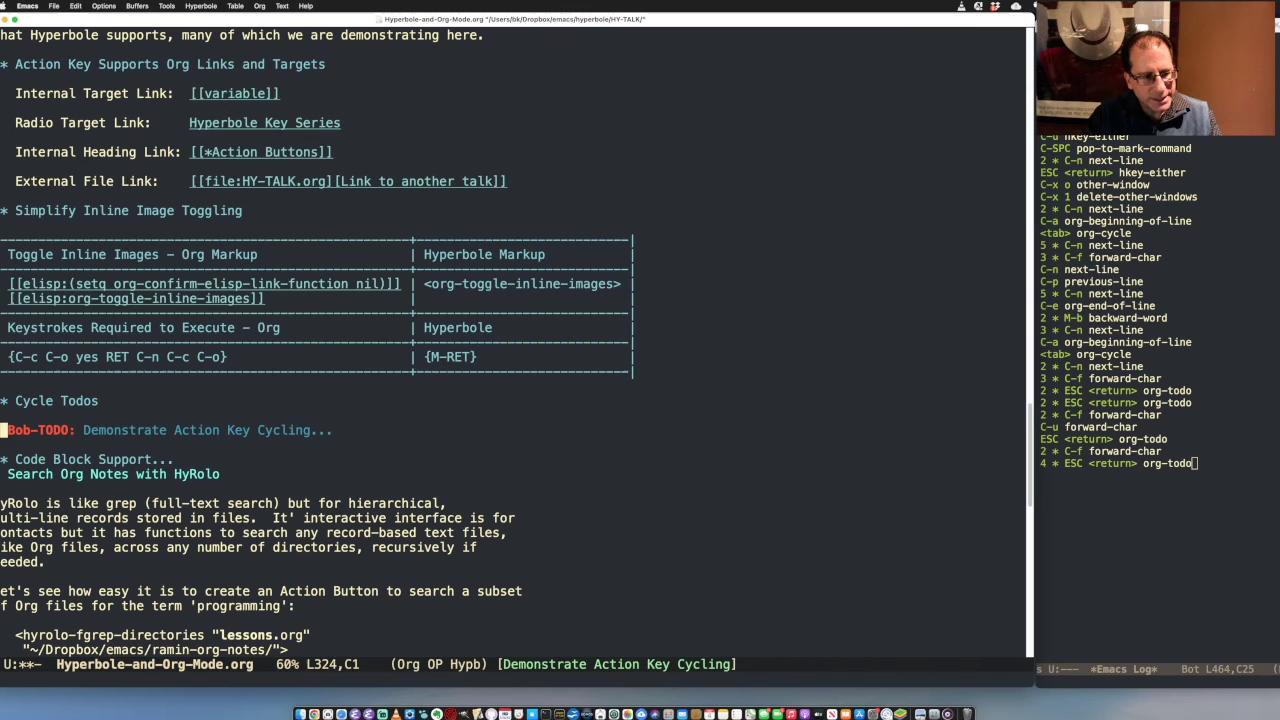 Emacs File Edit Options Buffers Tools Hyperbole Org Table Text Help
Hyperbole-and-Org-Mode.org "/Users/bk/Dropbox/emacs/hyperbole/HY-TALK/"
hat Hyperbole supports, many of which we are demonstrating here.
* Action Key Supports Org Links and Targets
Internal Target Link: [[variable]]
Radio Target Link: Hyperbole Key Series
Internal Heading Link: [[*Action Buttons]]
External File Link: [[file:HY-TALK.org][Link to another talk]]
* Simplify Inline Image Toggling
Toggle Inline Images - Org Markup | Hyperbole Markup |
[[elisp:(setq org-confirm-elisp-link-function nil)]] | <org-toggle-inline-images> |
[[elisp:org-toggle-inline-images]] | |
Keystrokes Required to Execute - Org | Hyperbole |
{C-c C-o yes RET C-n C-c C-o} | {M-RET} |
* Cycle Todos
Bob-TODO: Demonstrate Action Key Cycling...
* Code Block Support...
Search Org Notes with HyRolo
yRolo is like grep (full-text search) but for hierarchical,
ulti-line records stored in files. It' interactive interface is for
ontacts but it has functions to search any record-based text files,
ike Org files, across any number of directories, recursively if
eeded.
et's see how easy it is to create an Action Button to search a subset
f Org files for the term 'programming':
<hyrolo-fgrep-directories "lessons.org"
"~/Dropbox/emacs/ramin-org-notes/">
U:**- Hyperbole-and-Org-Mode.org 60% L324,C1 (Org OP Hypb) [Demonstrate Action Key Cycling]
C-u hkey-either
C-SPC pop-to-mark-command
2 * C-n next-line
ESC <return> hkey-either
C-x o other-window
C-x 1 delete-other-windows
2 * C-n next-line
C-a org-beginning-of-line
<tab> org-cycle
5 * C-n next-line
3 * C-f forward-char
C-n next-line
C-p previous-line
5 * C-n next-line
C-e org-end-of-line
2 * M-b backward-word
3 * C-n next-line
C-a org-beginning-of-line
<tab> org-cycle
2 * C-n next-line
3 * C-f forward-char
2 * ESC <return> org-todo
2 * ESC <return> org-todo
2 * C-f forward-char
C-u forward-char
ESC <return> org-todo
2 * C-f forward-char
4 * ESC <return> org-todo
s U:--- *Emacs Log* Bot L464,C25